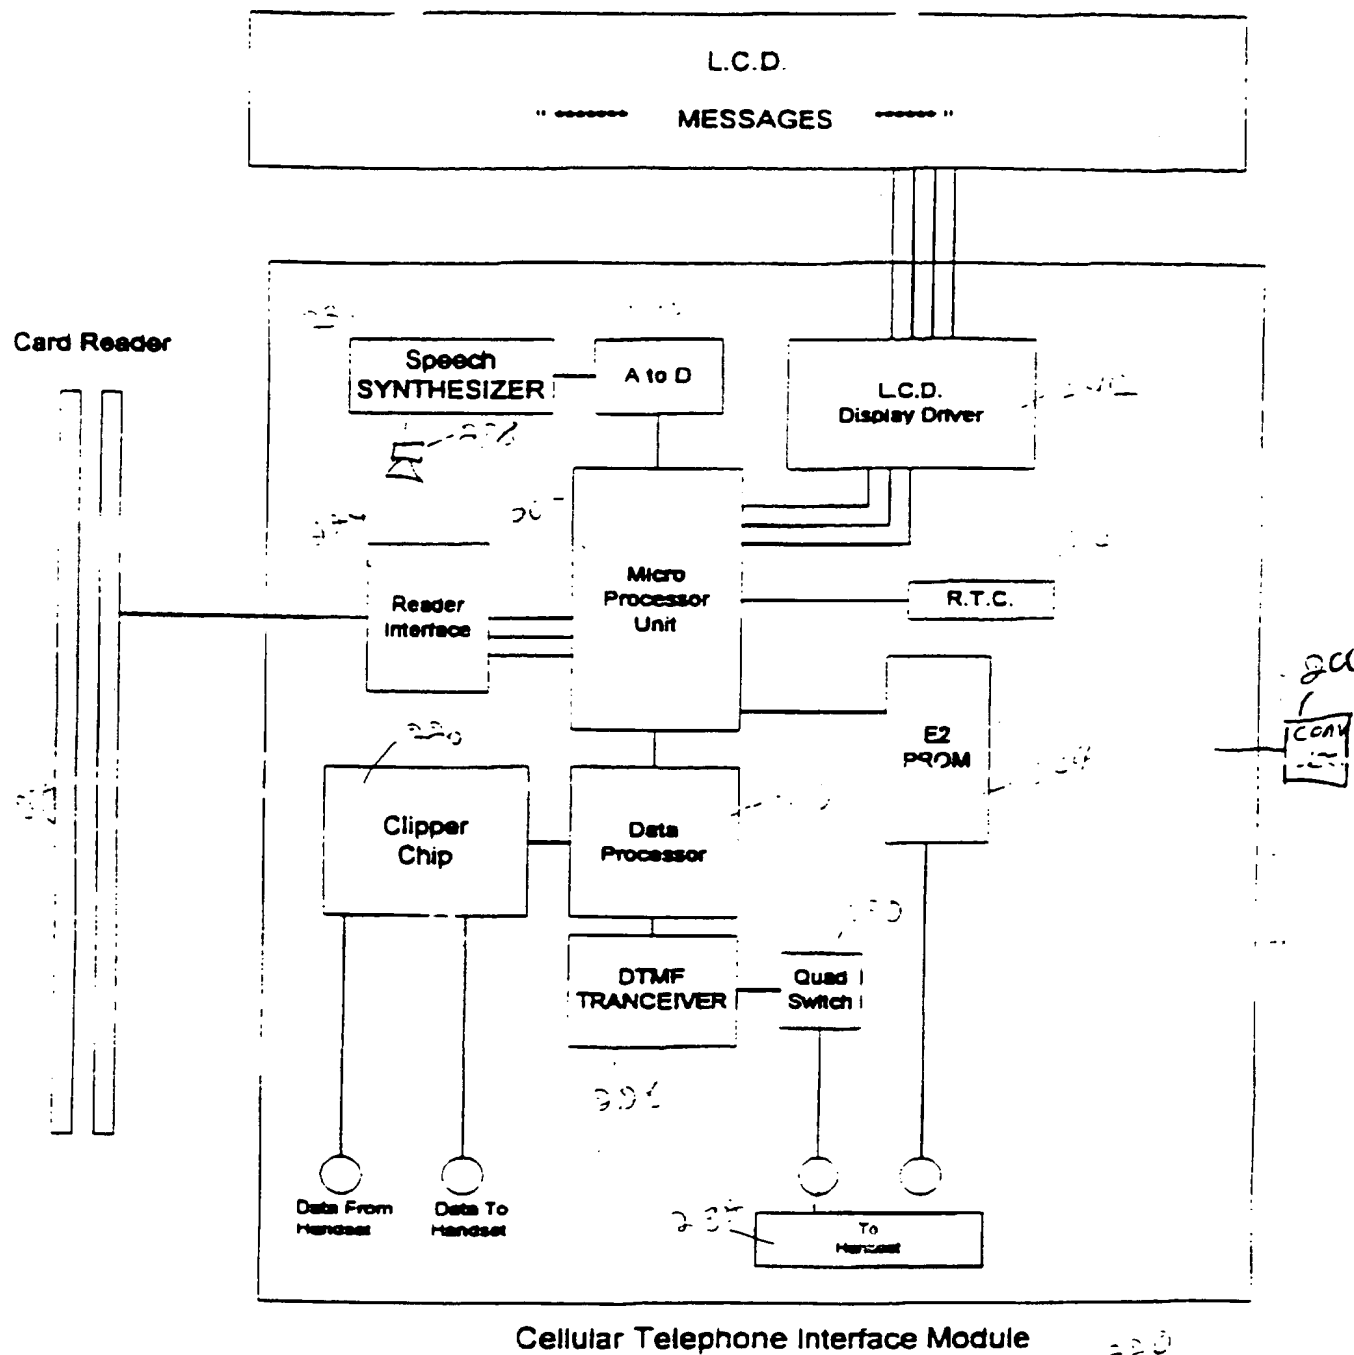 L.C.D.
MESSAGES
Card Reader
Speech
SYNTHESIZER
A to D
L.C.D.
Display Driver
Reader
Interface
Micro
Processor
Unit
R.T.C.
E2
PROM
CONV
Clipper
Chip
Data
Processor
DTMF
TRANCEIVER
Quad
Switch
Data From
Handset
Data To
Handset
To
Handset
Cellular Telephone Interface Module